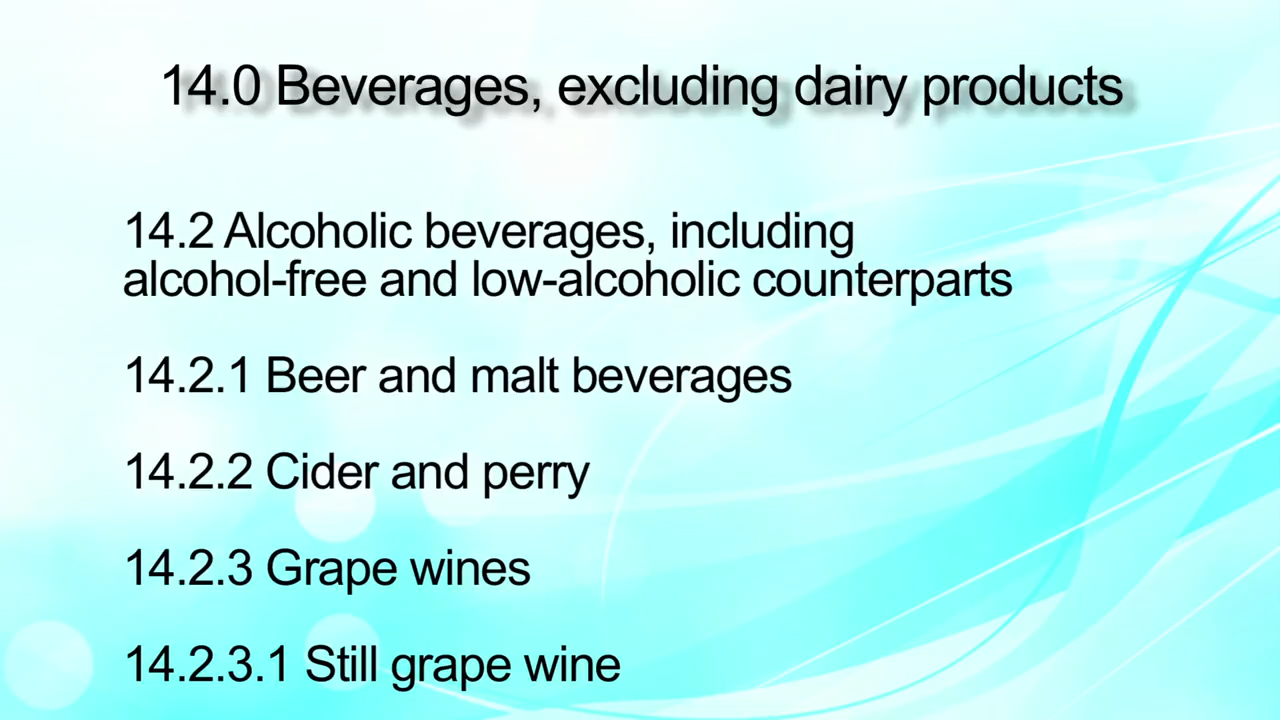 14.0 Beverages, excluding dairy products
14.2 Alcoholic beverages, including
alcohol-free and low-alcoholic counterparts
14.2.1 Beer and malt beverages
14.2.2 Cider and perry
14.2.3 Grape wines
14.2.3.1 Still grape wine